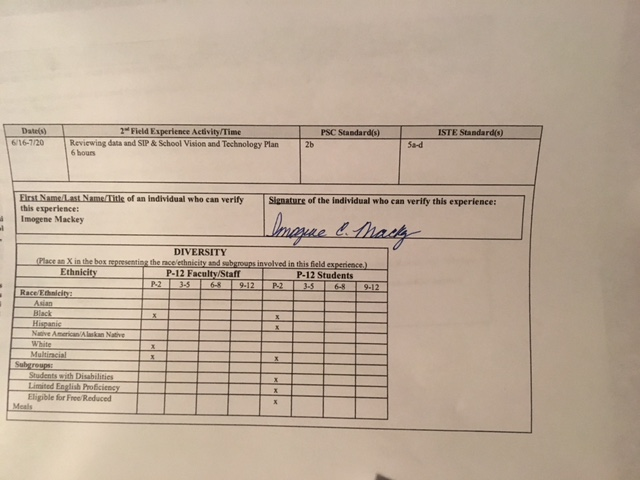 Date(s) 2nd Field Experience Activity/Time PSC Standard(s) ISTE Standard(s)
6/16-7/20 Reviewing data and SIP & School Vision and Technology Plan 2b 5a-d
6 hours
First Name/Last Name/Title of an individual who can verify Signature of the individual who can verify this experience:
this experience:
Imogene Mackey Imogene C. Mackey
DIVERSITY
(Place an X in the box representing the race/ethnicity and subgroups involved in this field experience.)
Ethnicity P-12 Faculty/Staff P-12 Students
P-2 3-5 6-8 9-12 P-2 3-5 6-8 9-12
Race/Ethnicity:
Asian
Black x x
Hispanic x
Native American/Alaskan Native
White x
Multiracial x x
Subgroups:
Students with Disabilities x
Limited English Proficiency x
Eligible for Free/Reduced x
Meals